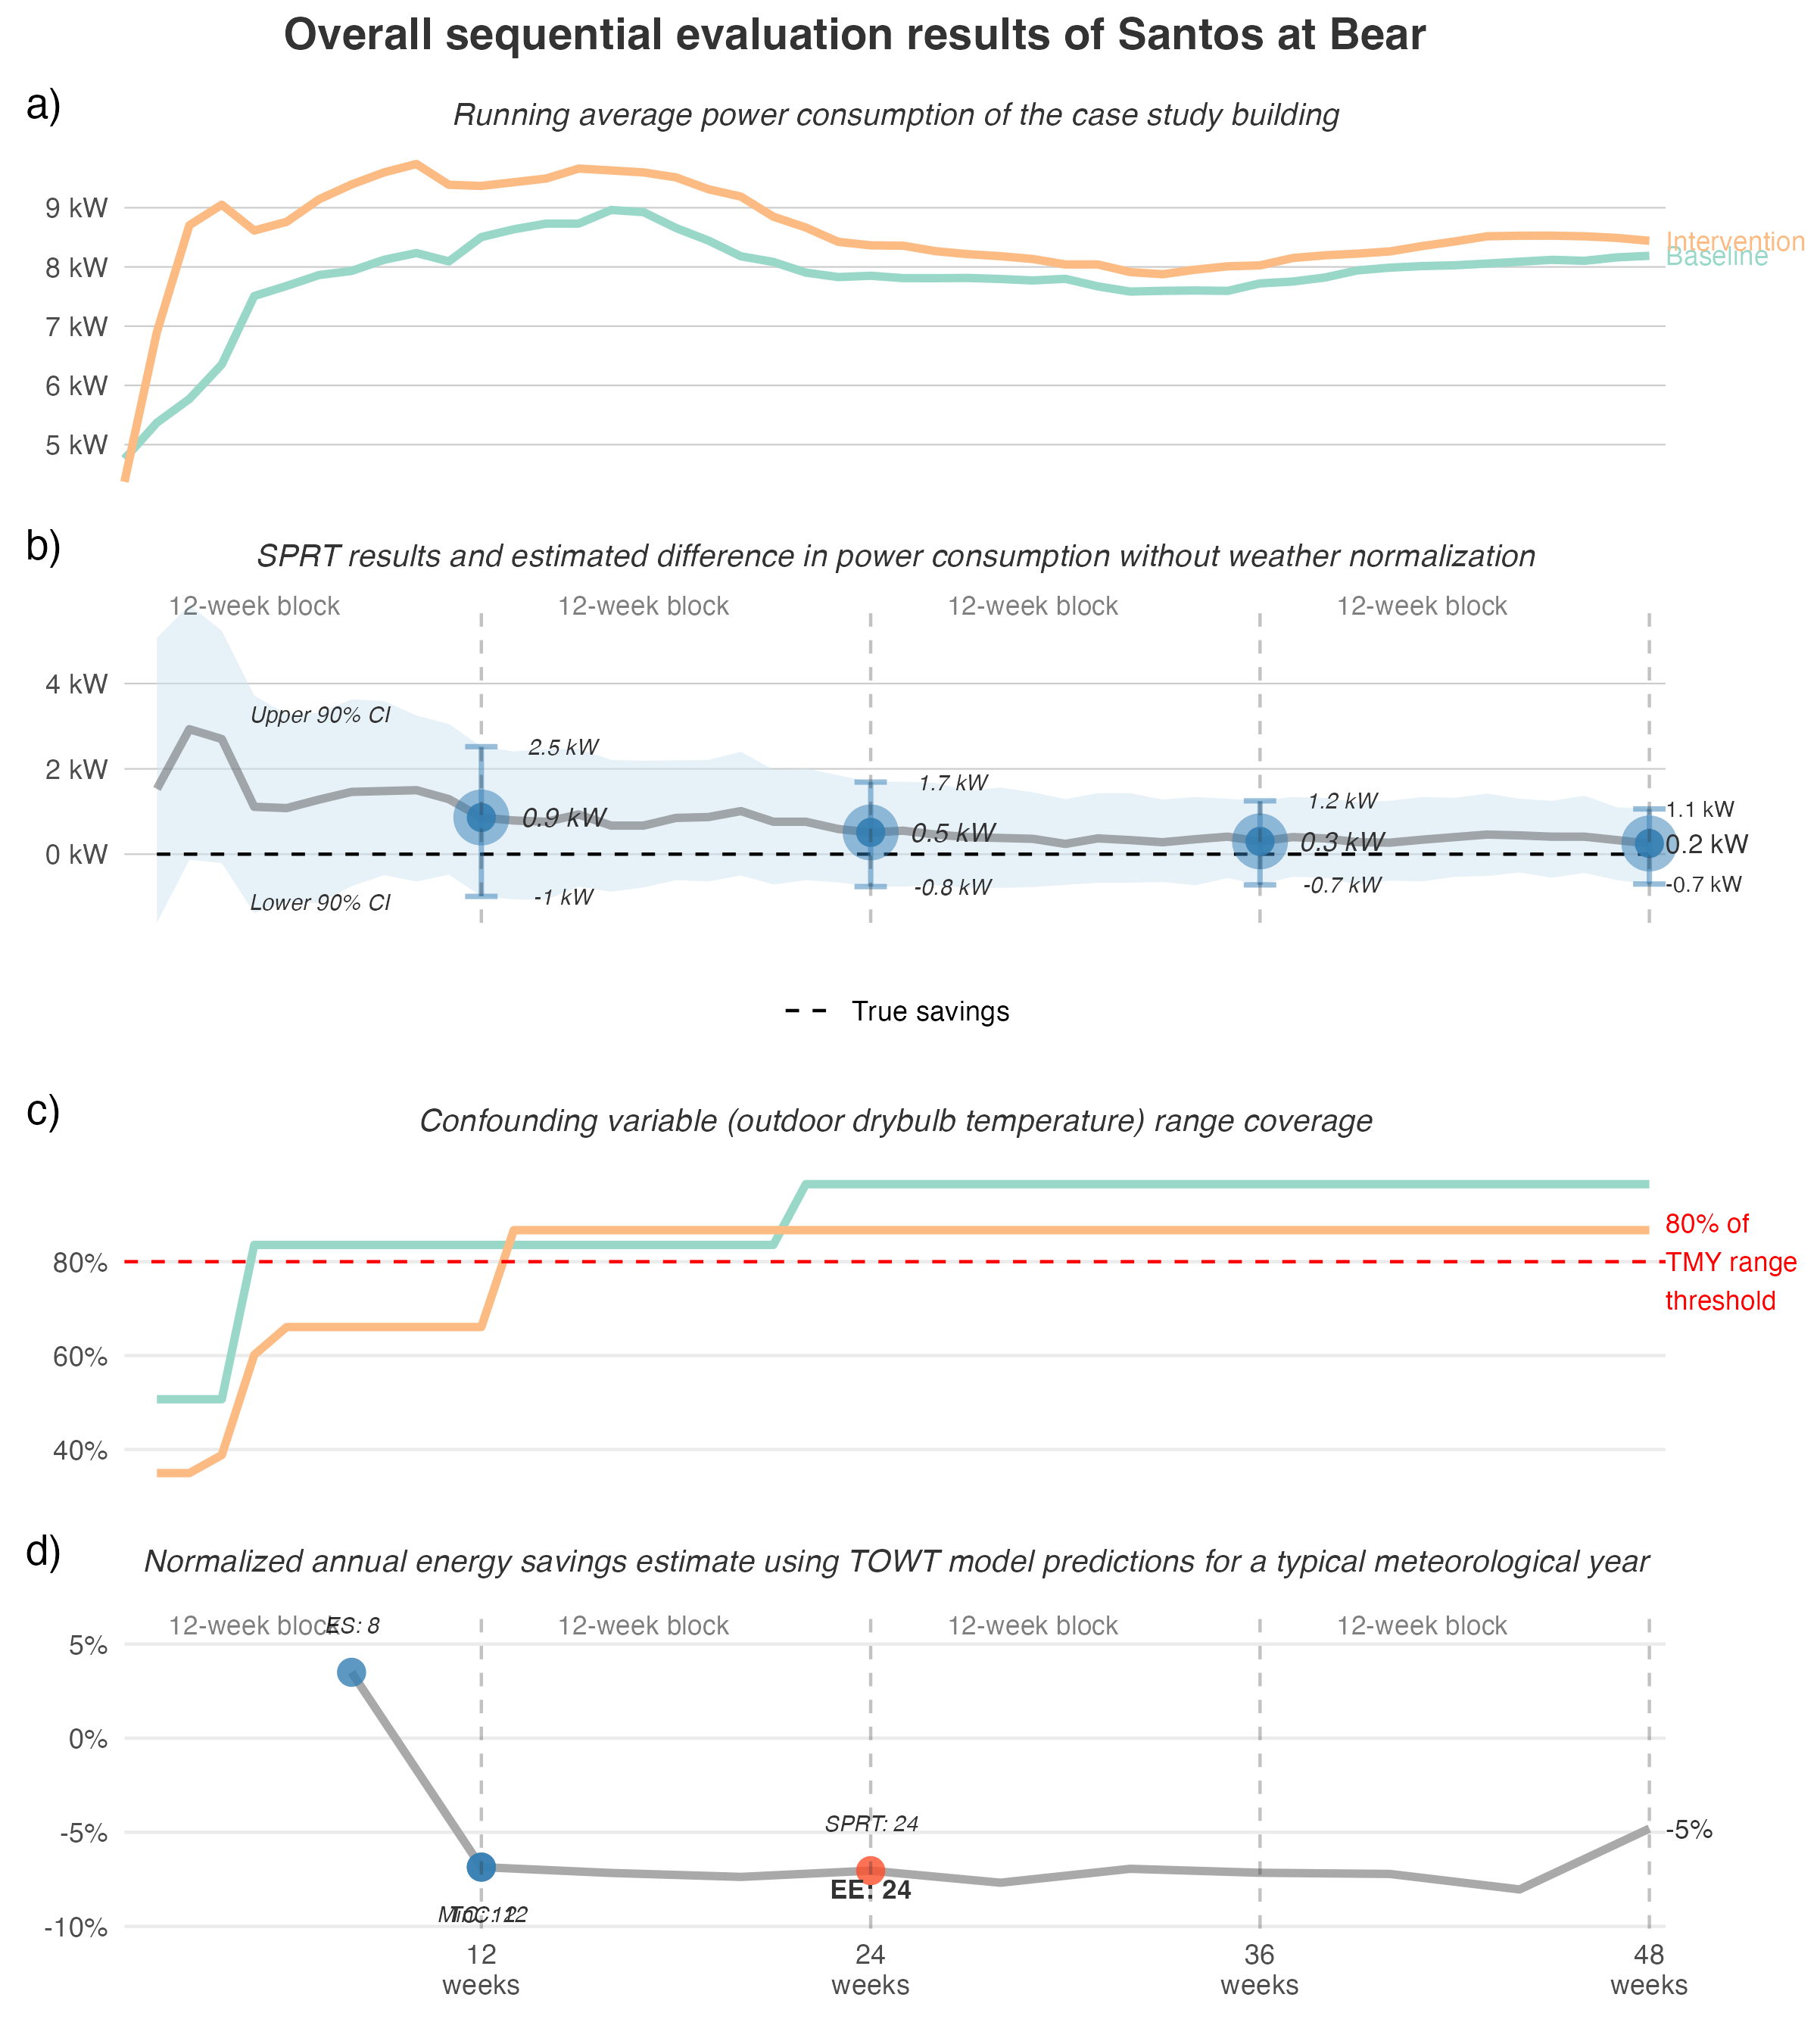 Overall sequential evaluation results of Santos at Bear
a)
Running average power consumption of the case study building
9 kW
8 kW
7 kW
6 kW
5 kW
Intervention
Baseline
b)
SPRT results and estimated difference in power consumption without weather normalization
12-week block
12-week block
12-week block
12-week block
4 kW
2 kW
0 kW
Upper 90% CI
Lower 90% CI
2.5 kW
0.9 kW
-1 kW
1.7 kW
0.5 kW
-0.8 kW
1.2 kW
0.3 kW
-0.7 kW
1.1 kW
0.2 kW
-0.7 kW
True savings
c)
Confounding variable (outdoor drybulb temperature) range coverage
80%
60%
40%
80% of
TMY range
threshold
d)
Normalized annual energy savings estimate using TOWT model predictions for a typical meteorological year
12-week block
12-week block
12-week block
12-week block
ES: 8
5%
0%
-5%
-10%
SPRT: 24
EE: 24
-5%
12
weeks
24
weeks
36
weeks
48
weeks